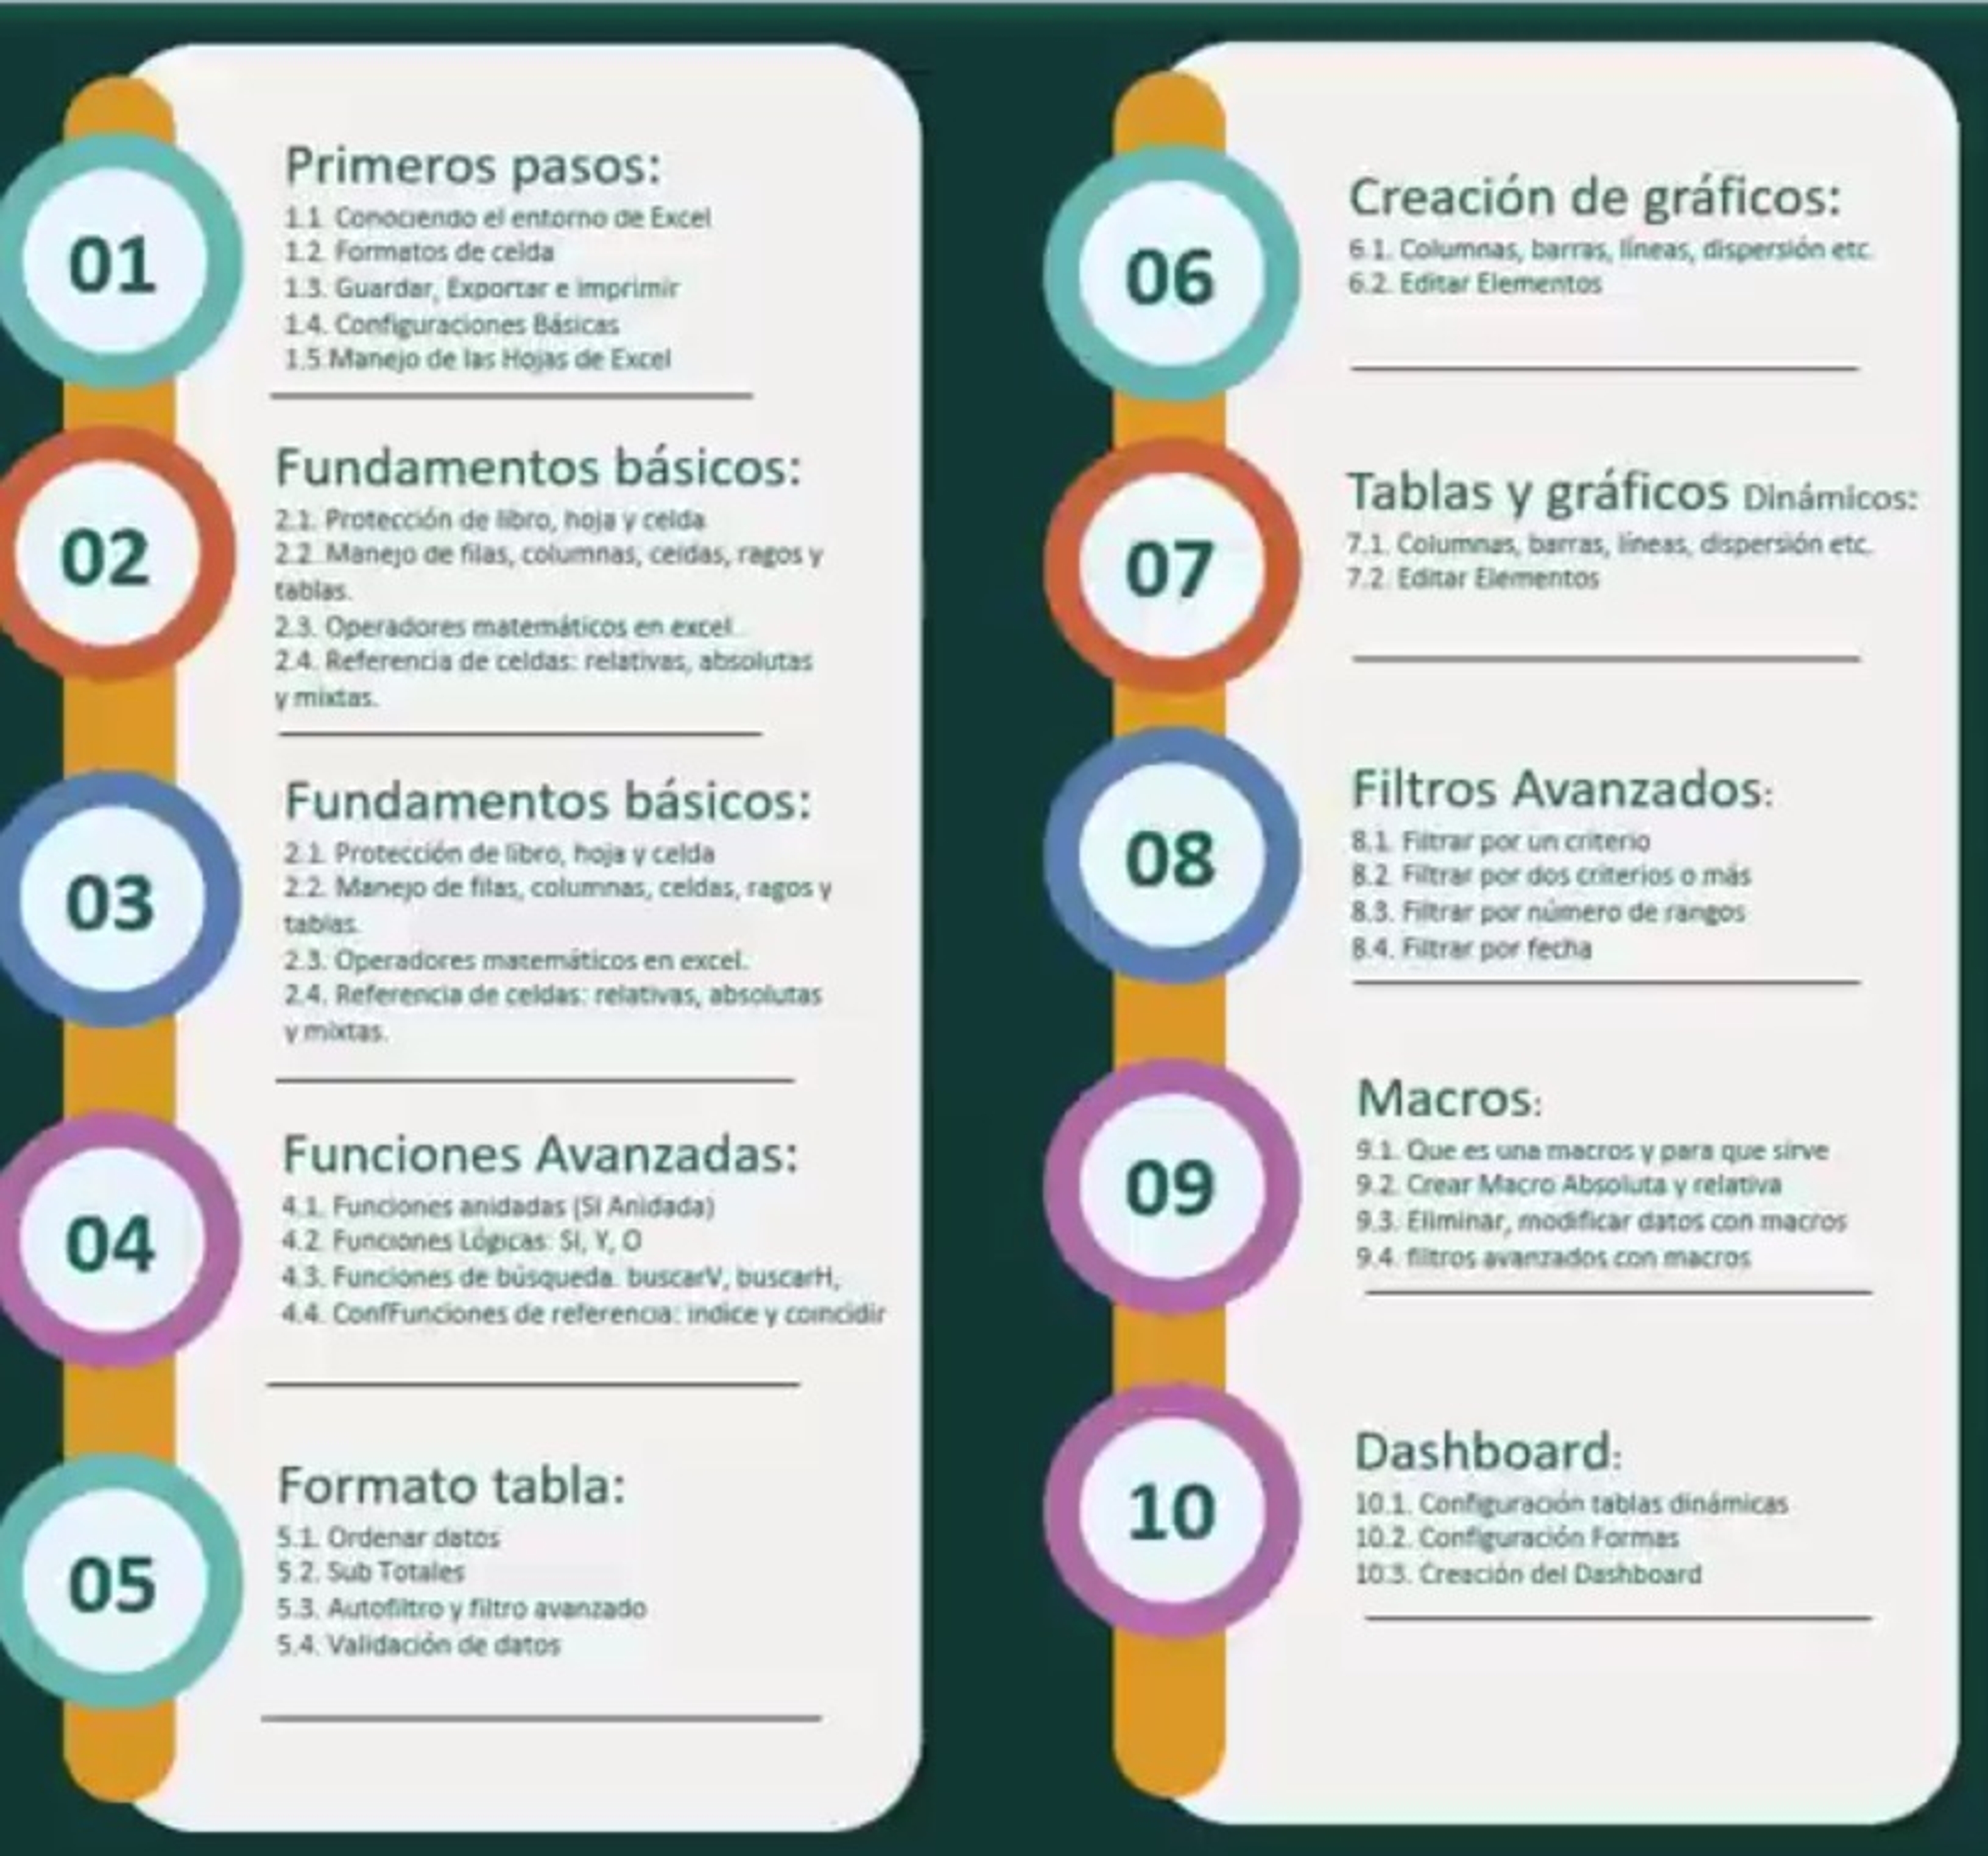 01
Primeros pasos:
1.1. Conociendo el entorno de Excel
1.2. Formatos de celda
1.3. Guardar, Exportar e imprimir
1.4. Configuraciones Básicas
1.5 Manejo de las Hojas de Excel
02
Fundamentos básicos:
2.1. Protección de libro, hoja y celda
2.2. Manejo de filas, columnas, celdas, ragos y
tablas.
2.3. Operadores matemáticos en excel.
2.4. Referencia de celdas: relativas, absolutas
y mixtas.
03
Fundamentos básicos:
2.1. Protección de libro, hoja y celda
2.2. Manejo de filas, columnas, celdas, ragos y
tablas.
2.3. Operadores matemáticos en excel.
2.4. Referencia de celdas: relativas, absolutas
y mixtas.
04
Funciones Avanzadas:
4.1. Funciones anidadas (Si Anidada)
4.2. Funciones Lógicas: Si, Y, O
4.3. Funciones de búsqueda. buscarV, buscarH,
4.4. ConfFunciones de referencia: indice y coincidir
05
Formato tabla:
5.1. Ordenar datos
5.2. Sub Totales
5.3. Autofiltro y filtro avanzado
5.4. Validación de datos
06
Creación de gráficos:
6.1. Columnas, barras, líneas, dispersión etc.
6.2. Editar Elementos
07
Tablas y gráficos Dinámicos:
7.1. Columnas, barras, líneas, dispersión etc.
7.2. Editar Elementos
08
Filtros Avanzados:
8.1. Filtrar por un criterio
8.2. Filtrar por dos criterios o más
8.3. Filtrar por número de rangos
8.4. Filtrar por fecha
09
Macros:
9.1. Que es una macros y para que sirve
9.2. Crear Macro Absoluta y relativa
9.3. Eliminar, modificar datos con macros
9.4. filtros avanzados con macros
10
Dashboard:
10.1. Configuración tablas dinámicas
10.2. Configuración Formas
10.3. Creación del Dashboard